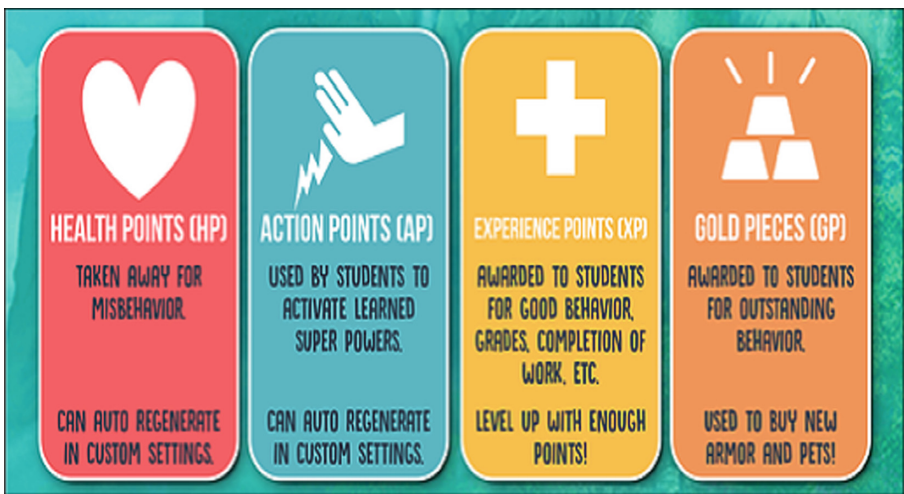 HEALTH POINTS (HP)
TAKEN AWAY FOR
MISBEHAVIOR.
CAN AUTO REGENERATE
IN CUSTOM SETTINGS.
ACTION POINTS (AP)
USED BY STUDENTS TO
ACTIVATE LEARNED
SUPER POWERS.
CAN AUTO REGENERATE
IN CUSTOM SETTINGS.
EXPERIENCE POINTS (XP)
AWARDED TO STUDENTS
FOR GOOD BEHAVIOR,
GRADES, COMPLETION OF
WORK, ETC.
LEVEL UP WITH ENOUGH
POINTS!
GOLD PIECES (GP)
AWARDED TO STUDENTS
FOR OUTSTANDING
BEHAVIOR.
USED TO BUY NEW
ARMOR AND PETS!